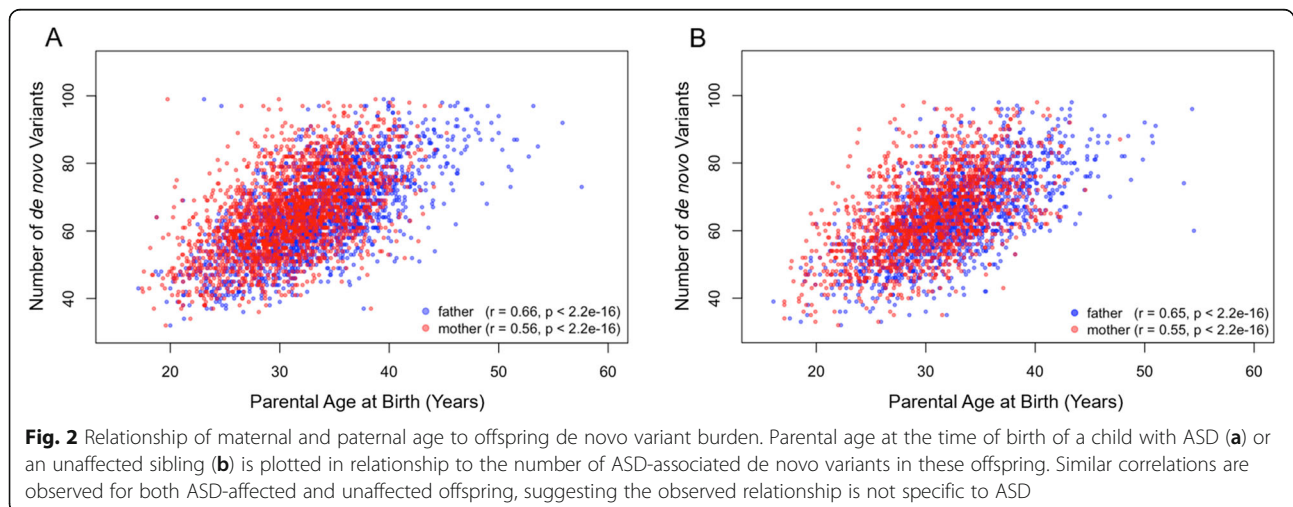 A
Number of de novo Variants
100
80
60
40
father (r = 0.66, p < 2.2e-16)
mother (r = 0.56, p < 2.2e-16)
20 30 40 50 60
Parental Age at Birth (Years)
B
Number of de novo Variants
100
80
60
40
father (r = 0.65, p < 2.2e-16)
mother (r = 0.55, p < 2.2e-16)
20 30 40 50 60
Parental Age at Birth (Years)
Fig. 2 Relationship of maternal and paternal age to offspring de novo variant burden. Parental age at the time of birth of a child with ASD (a) or
an unaffected sibling (b) is plotted in relationship to the number of ASD-associated de novo variants in these offspring. Similar correlations are
observed for both ASD-affected and unaffected offspring, suggesting the observed relationship is not specific to ASD